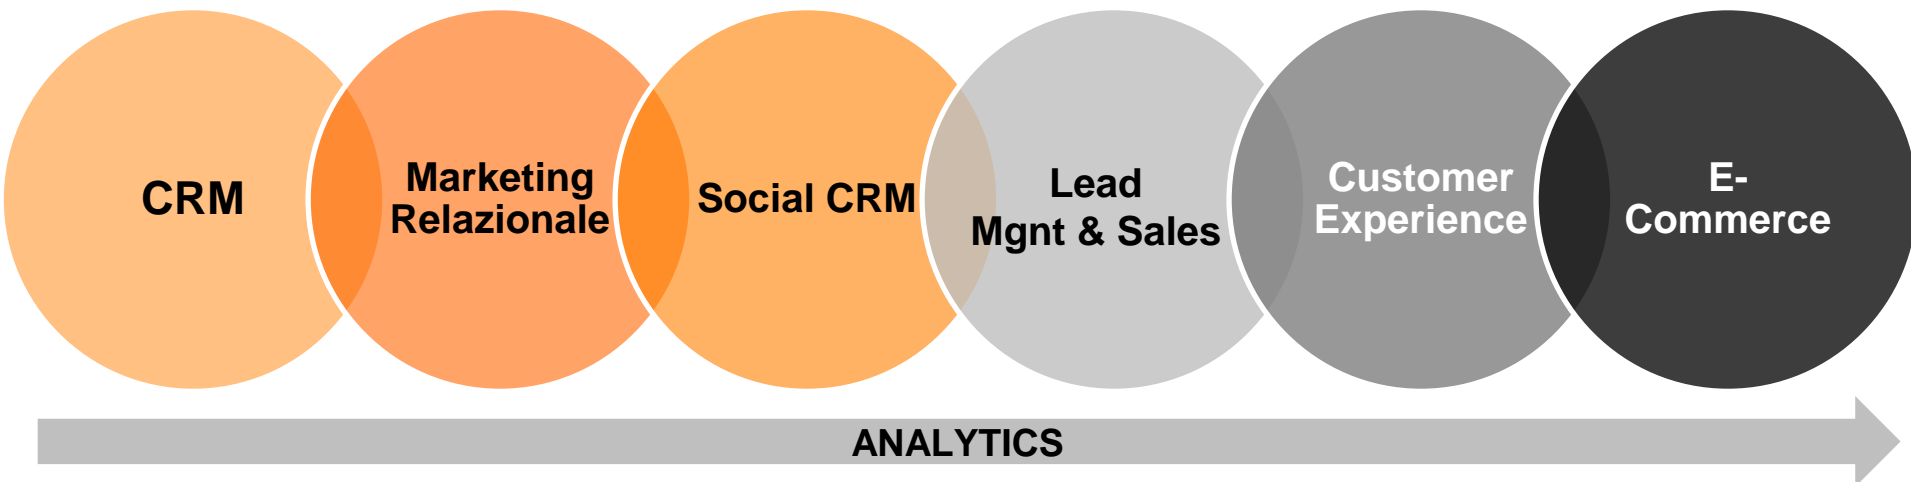 CRM
Marketing
Relazionale
Social CRM
Lead
Mgnt & Sales
Customer
Experience
E-
Commerce
ANALYTICS